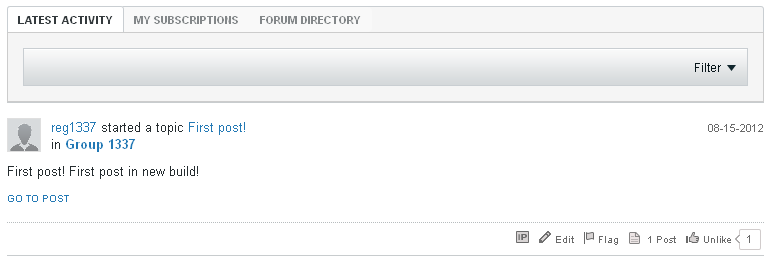 LATEST ACTIVITY MY SUBSCRIPTIONS FORUM DIRECTORY
Filter
reg1337 started a topic First post! 08-15-2012
in Group 1337
First post! First post in new build!
GO TO POST
IP Edit Flag 1 Post Unlike 1